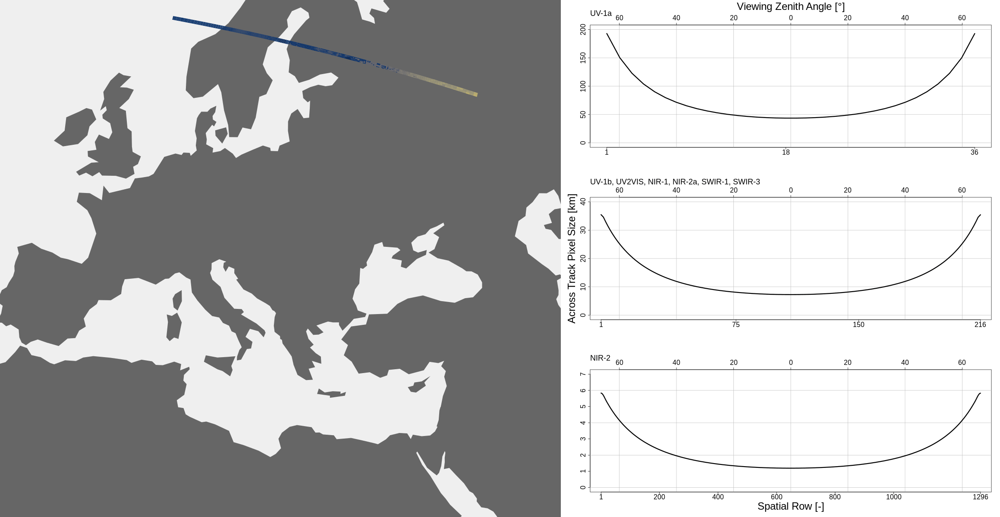 Viewing Zenith Angle [°]
UV-1a
60 40 20 0 20 40 60
200
150
100
50
0
1 18 36
UV-1b, UV2VIS, NIR-1, NIR-2a, SWIR-1, SWIR-3
60 40 20 0 20 40 60
Across Track Pixel Size [km]
40
30
20
10
0
1 75 150 216
NIR-2
60 40 20 0 20 40 60
7
6
5
4
3
2
1
0
1 200 400 600 800 1000 1296
Spatial Row [-]